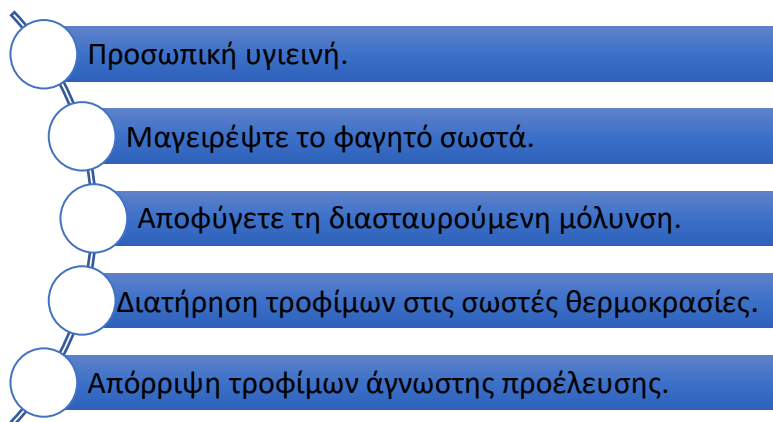 Προσωπική υγιεινή.
Μαγειρέψτε το φαγητό σωστά.
Αποφύγετε τη διασταυρούμενη μόλυνση.
Διατήρηση τροφίμων στις σωστές θερμοκρασίες.
Απόρριψη τροφίμων άγνωστης προέλευσης.